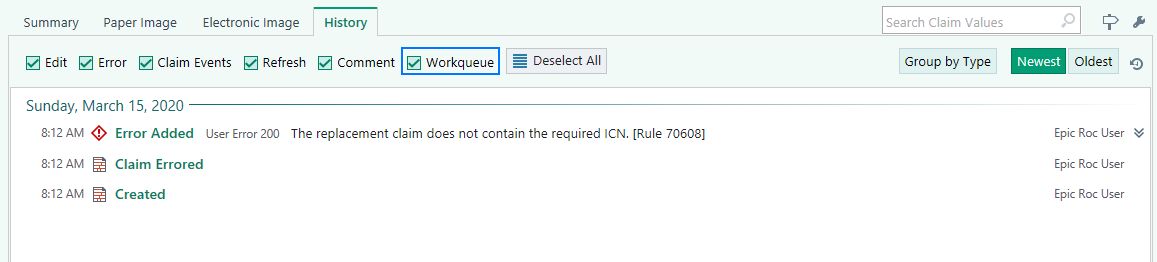 Summary Paper Image Electronic Image History Search Claim Values
Edit Error Claim Events Refresh Comment Workqueue Deselect All Group by Type Newest Oldest
Sunday, March 15, 2020
8:12 AM Error Added User Error 200 The replacement claim does not contain the required ICN. [Rule 70608] Epic Roc User
8:12 AM Claim Errored Epic Roc User
8:12 AM Created Epic Roc User